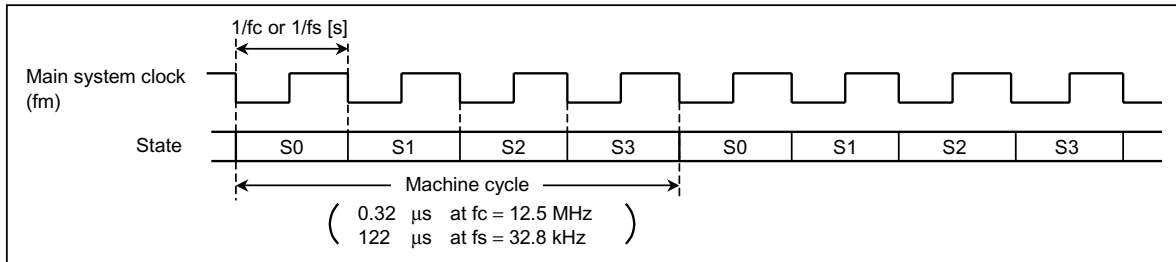 1/fc or 1/fs [s]
Main system clock
(fm)
State S0 S1 S2 S3 S0 S1 S2 S3
Machine cycle
( 0.32 μs at fc = 12.5 MHz
122 μs at fs = 32.8 kHz )